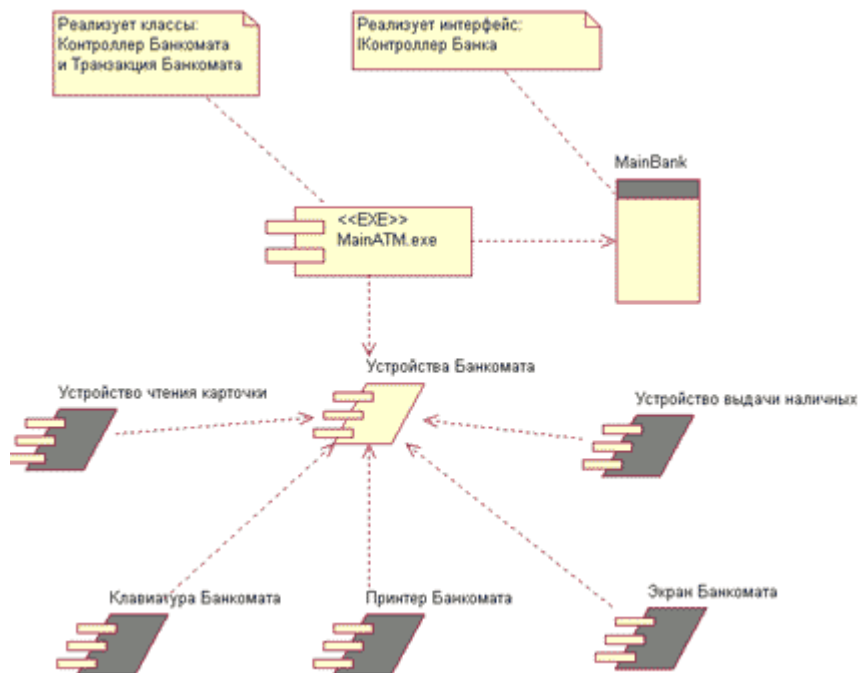 Реализует классы:
Контроллер Банкомата
и Транзакция Банкомата
Реализует интерфейс:
IКонтроллер Банка
MainBank
<<EXE>>
MainATM.exe
Устройства Банкомата
Устройство чтения карточки
Устройство выдачи наличных
Клавиатура Банкомата
Принтер Банкомата
Экран Банкомата